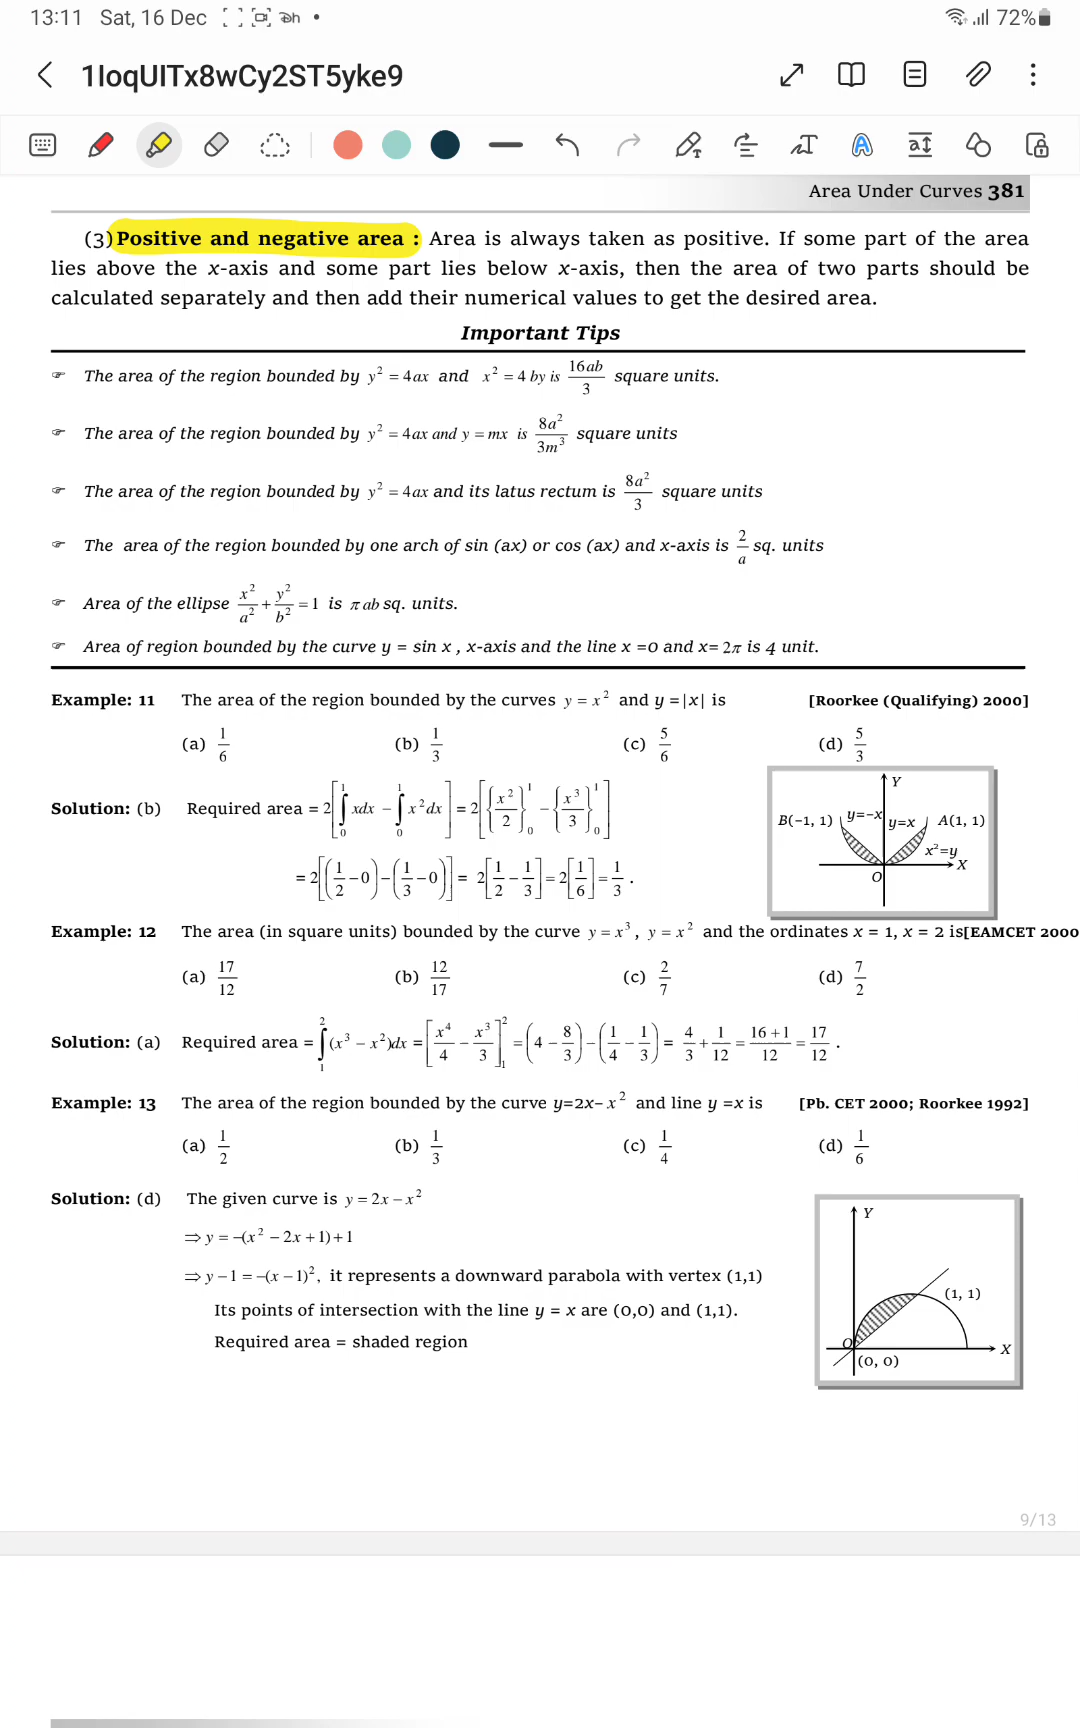 13:11 Sat, 16 Dec
72%
1IoqUITx8wCy2ST5yke9
Area Under Curves 381
(3) Positive and negative area : Area is always taken as positive. If some part of the area
lies above the x-axis and some part lies below x-axis, then the area of two parts should be
calculated separately and then add their numerical values to get the desired area.
Important Tips
☞ The area of the region bounded by y² = 4ax and x² = 4by is 16ab/3 square units.
☞ The area of the region bounded by y² = 4ax and y = mx is 8a²/3m³ square units
☞ The area of the region bounded by y² = 4ax and its latus rectum is 8a²/3 square units
☞ The area of the region bounded by one arch of sin (ax) or cos (ax) and x-axis is 2/a sq. units
☞ Area of the ellipse x²/a² + y²/b² = 1 is πab sq. units.
☞ Area of region bounded by the curve y = sin x , x-axis and the line x =0 and x= 2π is 4 unit.
Example: 11 The area of the region bounded by the curves y = x² and y =|x| is [Roorkee (Qualifying) 2000]
(a) 1/6 (b) 1/3 (c) 5/6 (d) 5/3
Solution: (b) Required area = 2[∫₀¹ xdx − ∫₀¹ x²dx] = 2[{x²/2}₀¹ − {x³/3}₀¹]
= 2[(1/2 − 0) − (1/3 − 0)] = 2[1/2 − 1/3] = 2[1/6] = 1/3 .
Y
B(−1, 1) y=−x y=x A(1, 1)
x²=y
X
O
Example: 12 The area (in square units) bounded by the curve y = x³ , y = x² and the ordinates x = 1, x = 2 is[EAMCET 2000
(a) 17/12 (b) 12/17 (c) 2/7 (d) 7/2
Solution: (a) Required area = ∫₁² (x³ − x²)dx = [x⁴/4 − x³/3]₁² = (4 − 8/3) − (1/4 − 1/3) = 4/3 + 1/12 = 16+1/12 = 17/12 .
Example: 13 The area of the region bounded by the curve y=2x− x² and line y =x is [Pb. CET 2000; Roorkee 1992]
(a) 1/2 (b) 1/3 (c) 1/4 (d) 1/6
Solution: (d) The given curve is y = 2x − x²
⇒ y = −(x² − 2x + 1) + 1
⇒ y − 1 = −(x − 1)², it represents a downward parabola with vertex (1,1)
Its points of intersection with the line y = x are (0,0) and (1,1).
Required area = shaded region
Y
(1, 1)
O
X
(0, 0)
9/13